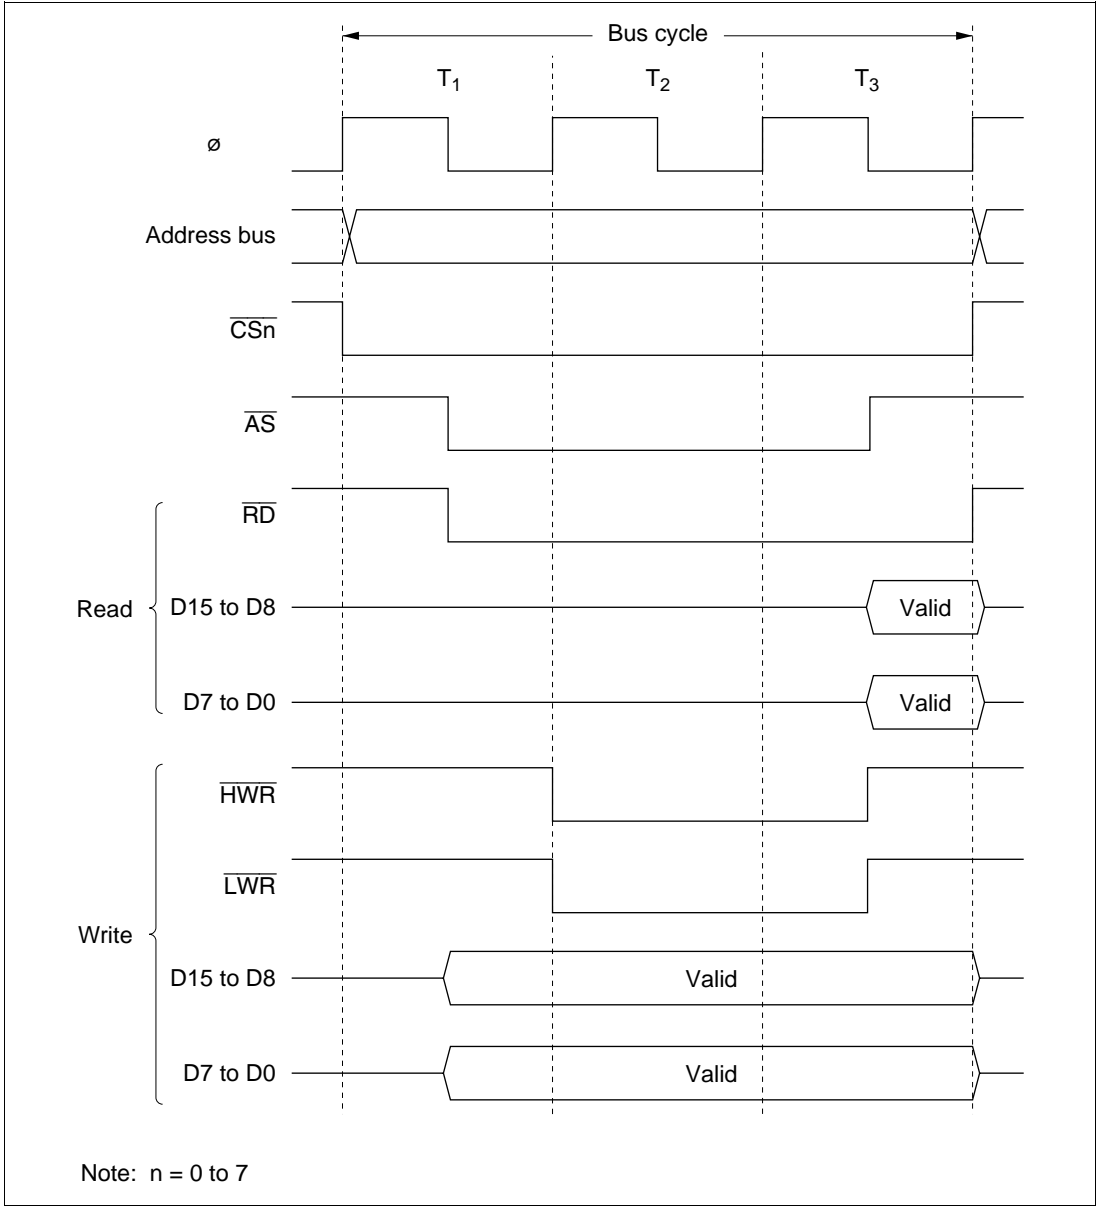 Bus cycle
T1 T2 T3
ø
Address bus
CSn
AS
RD
Read D15 to D8 Valid
D7 to D0 Valid
HWR
LWR
Write
D15 to D8 Valid
D7 to D0 Valid
Note: n = 0 to 7